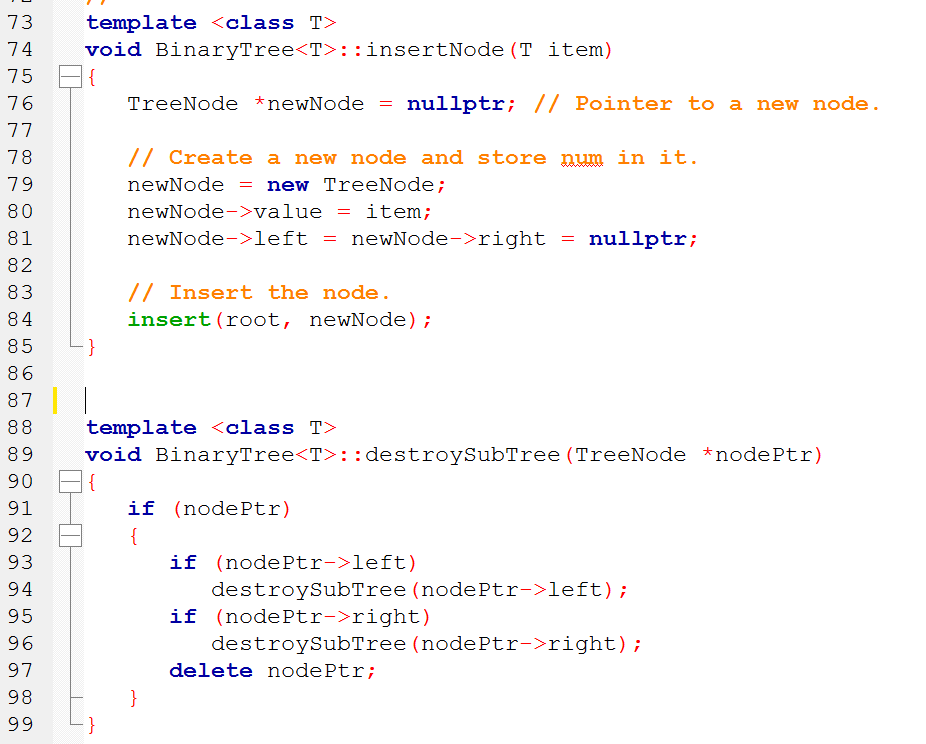 73 template <class T>
74 void BinaryTree<T>::insertNode(T item)
75 {
76 TreeNode *newNode = nullptr; // Pointer to a new node.
77
78 // Create a new node and store num in it.
79 newNode = new TreeNode;
80 newNode->value = item;
81 newNode->left = newNode->right = nullptr;
82
83 // Insert the node.
84 insert(root, newNode);
85 }
86
87
88 template <class T>
89 void BinaryTree<T>::destroySubTree(TreeNode *nodePtr)
90 {
91 if (nodePtr)
92 {
93 if (nodePtr->left)
94 destroySubTree(nodePtr->left);
95 if (nodePtr->right)
96 destroySubTree(nodePtr->right);
97 delete nodePtr;
98 }
99 }